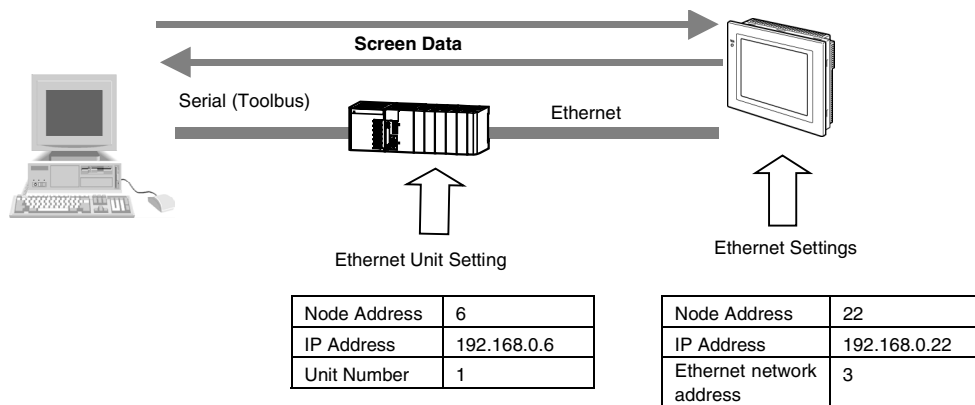 Screen Data
Serial (Toolbus)
Ethernet
Ethernet Unit Setting
Ethernet Settings
Node Address 6
IP Address 192.168.0.6
Unit Number 1
Node Address 22
IP Address 192.168.0.22
Ethernet network
address
3